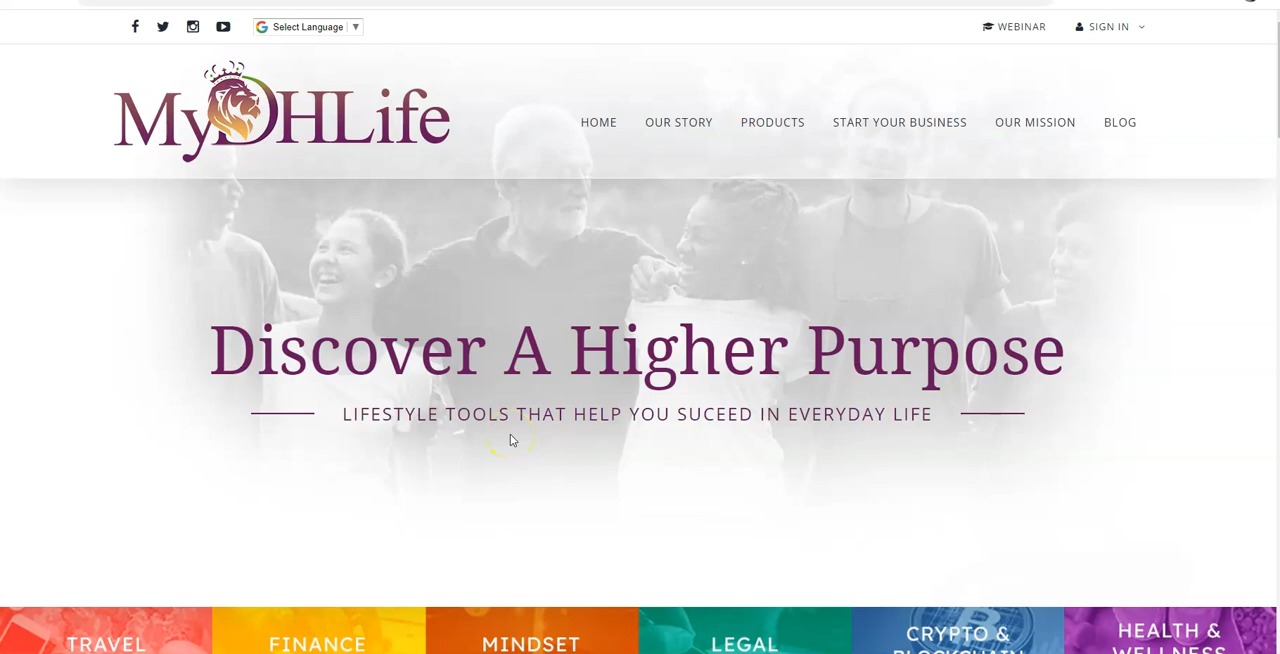 Select Language ▼
WEBINAR
SIGN IN
MyDHLife
HOME OUR STORY PRODUCTS START YOUR BUSINESS OUR MISSION BLOG
Discover A Higher Purpose
LIFESTYLE TOOLS THAT HELP YOU SUCEED IN EVERYDAY LIFE
TRAVEL
FINANCE
MINDSET
LEGAL
CRYPTO &
BLOCKCHAIN
HEALTH &
WELLNESS